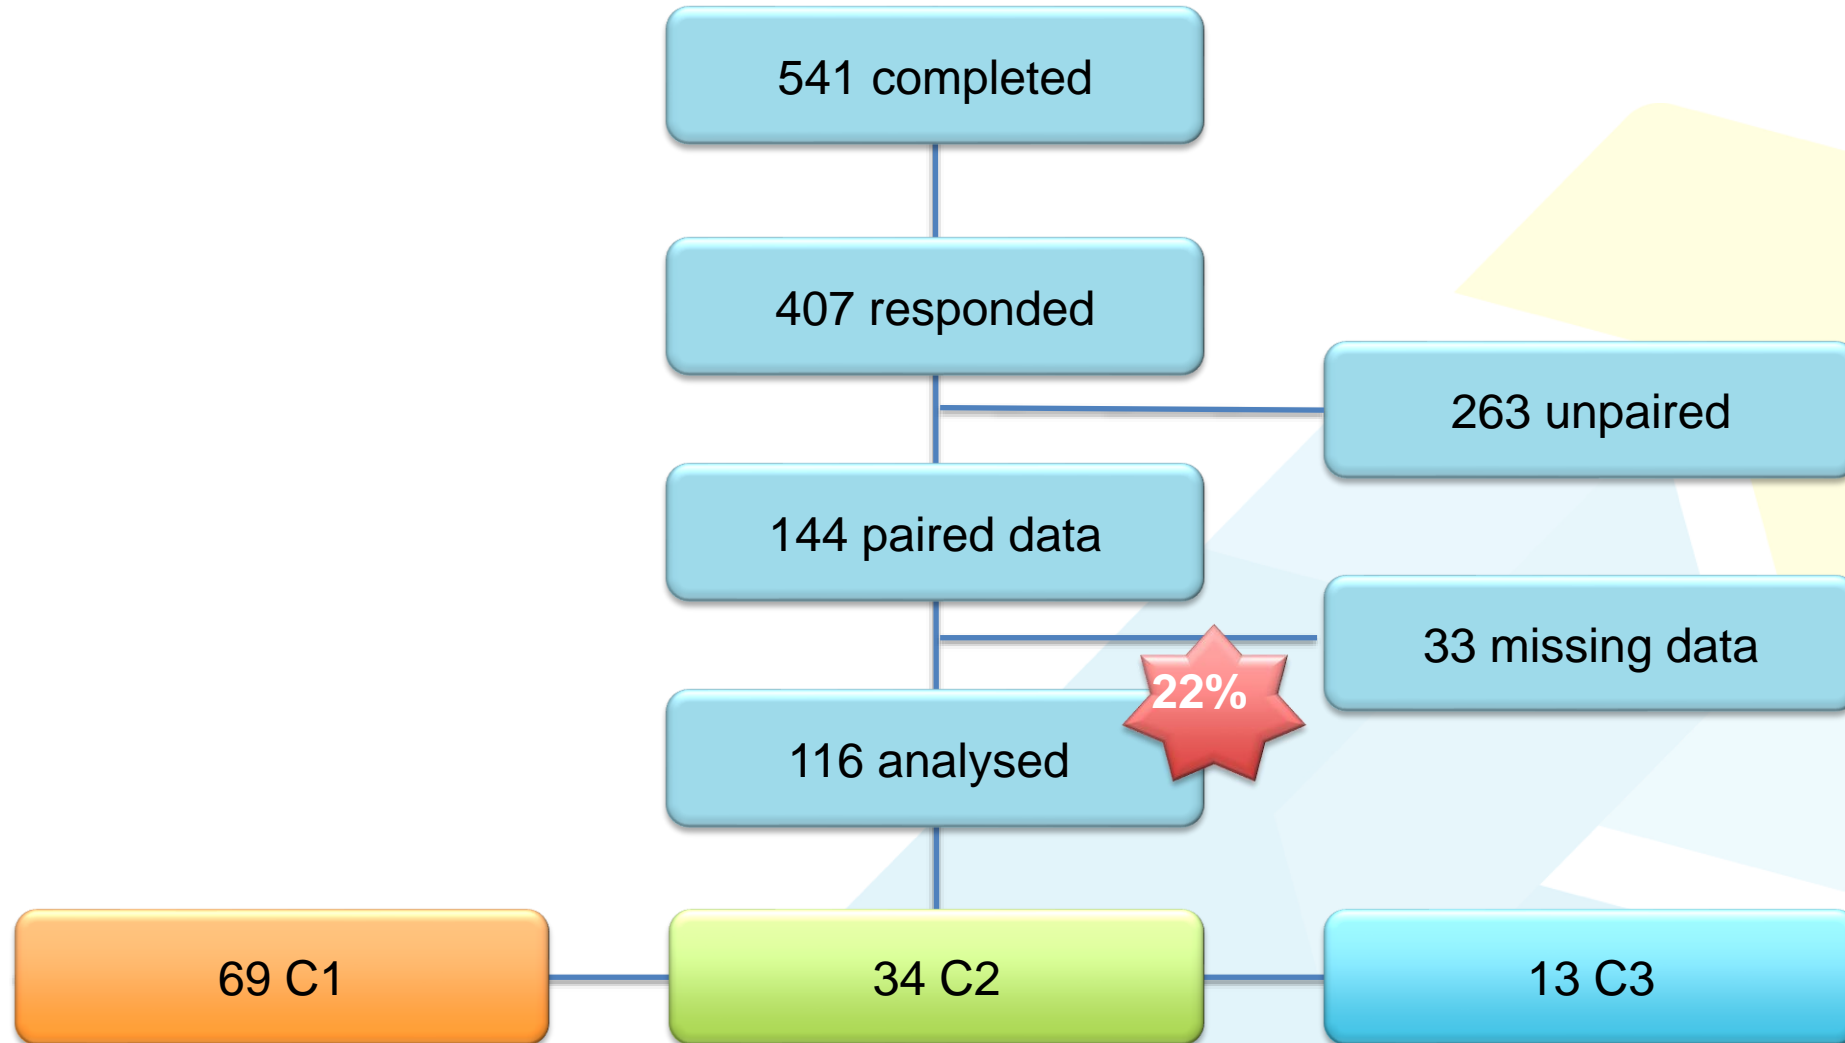 541 completed
407 responded
263 unpaired
144 paired data
33 missing data
22%
116 analysed
69 C1
34 C2
13 C3